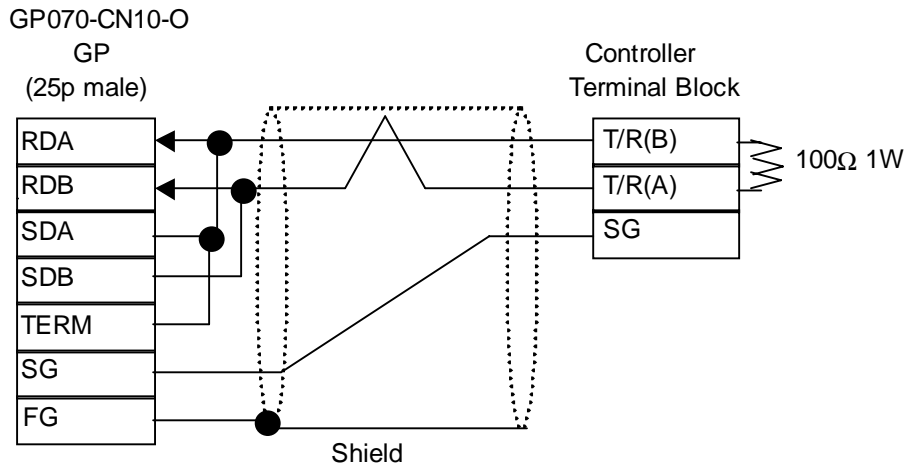 GP070-CN10-O
GP
(25p male)
Controller
Terminal Block
RDA
RDB
SDA
SDB
TERM
SG
FG
T/R(B)
T/R(A)
SG
100Ω 1W
Shield